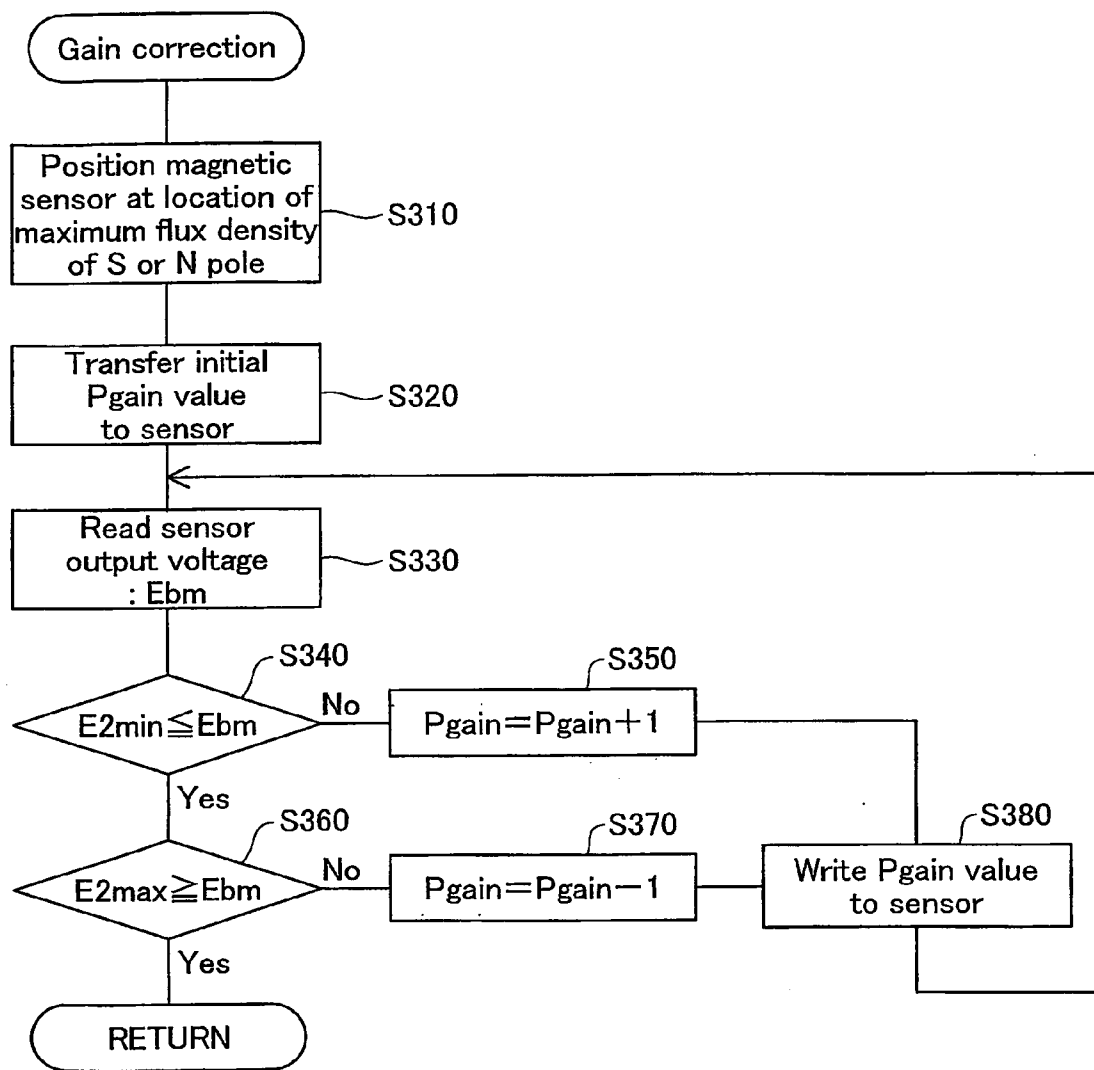 Gain correction
Position magnetic
sensor at location of
maximum flux density
of S or N pole
S310
Transfer initial
Pgain value
to sensor
S320
Read sensor
output voltage
: Ebm
S330
S340
E2min≦Ebm
No
S350
Pgain=Pgain+1
Yes
S360
E2max≧Ebm
No
S370
Pgain=Pgain−1
S380
Write Pgain value
to sensor
Yes
RETURN